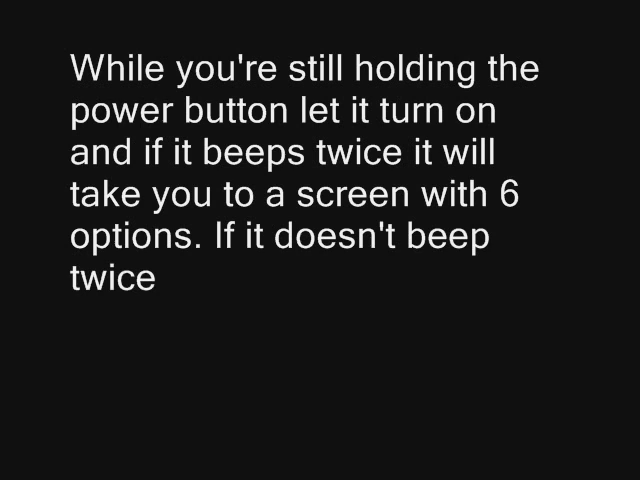 While you're still holding the
power button let it turn on
and if it beeps twice it will
take you to a screen with 6
options. If it doesn't beep
twice